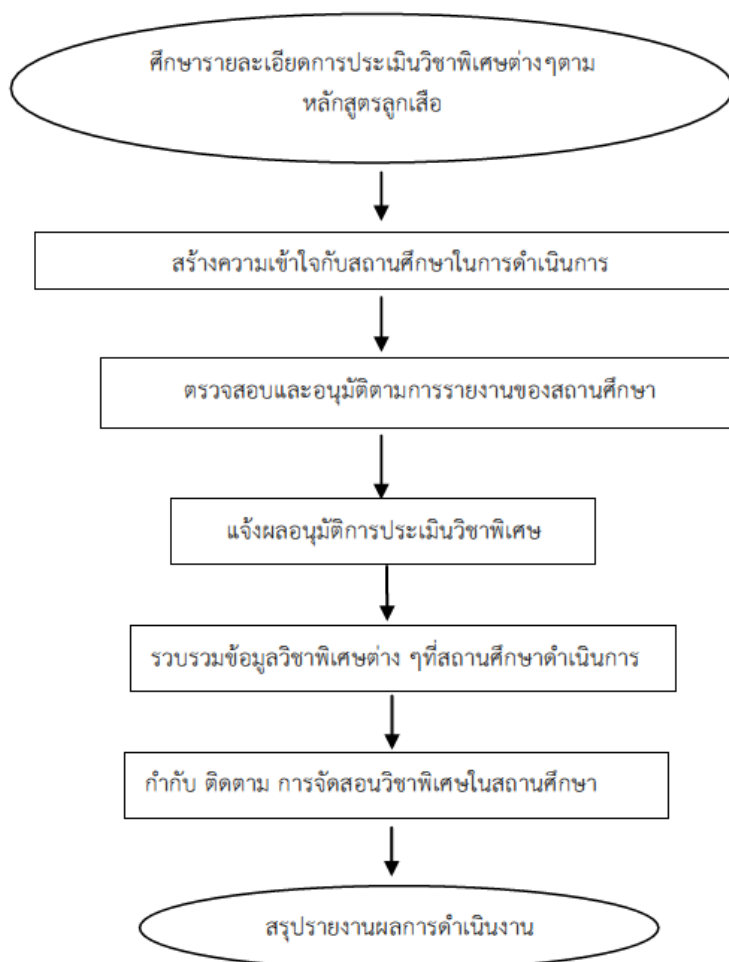 ศึกษารายละเอียดการประเมินวิชาพิเศษต่างๆตาม
หลักสูตรลูกเสือ
สร้างความเข้าใจกับสถานศึกษาในการดำเนินการ
ตรวจสอบและอนุมัติตามการรายงานของสถานศึกษา
แจ้งผลอนุมัติการประเมินวิชาพิเศษ
รวบรวมข้อมูลวิชาพิเศษต่าง ๆที่สถานศึกษาดำเนินการ
กำกับ ติดตาม การจัดสอนวิชาพิเศษในสถานศึกษา
สรุปรายงานผลการดำเนินงาน